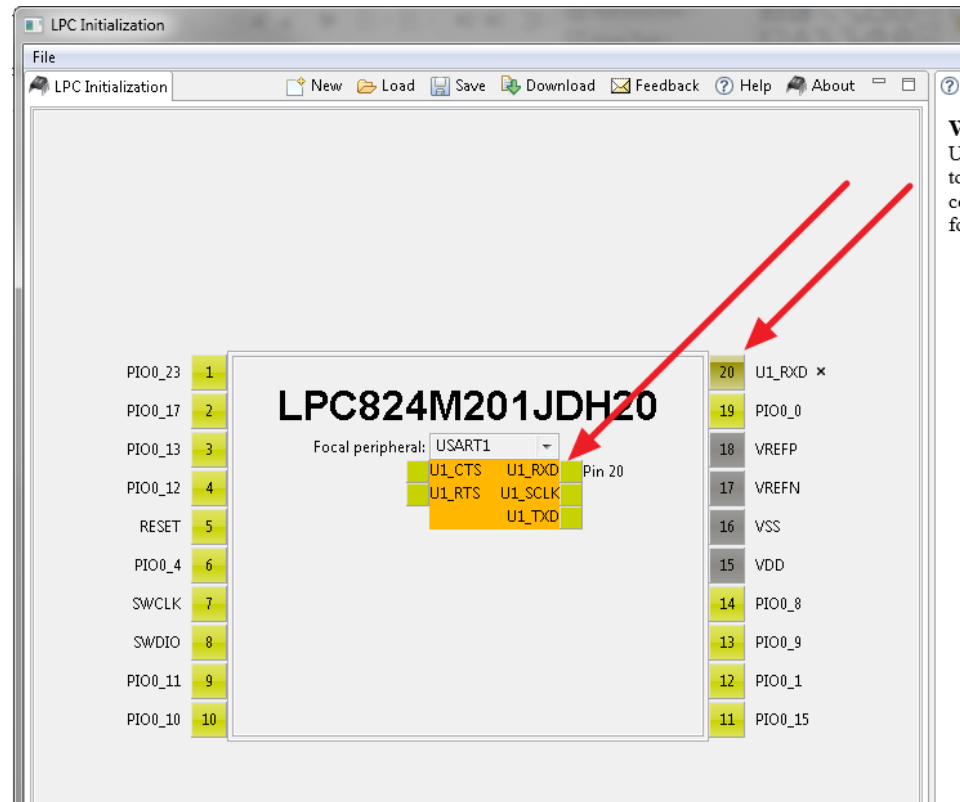 LPC Initialization
File
LPC Initialization New Load Save Download Feedback ? Help About ?
PIO0_23 1 20 U1_RXD ×
LPC824M201JDH20
PIO0_17 2 19 PIO0_0
Focal peripheral: USART1
PIO0_13 3 18 VREFP
U1_CTS U1_RXD Pin 20
PIO0_12 4 U1_RTS U1_SCLK 17 VREFN
U1_TXD
RESET 5 16 VSS
PIO0_4 6 15 VDD
SWCLK 7 14 PIO0_8
SWDIO 8 13 PIO0_9
PIO0_11 9 12 PIO0_1
PIO0_10 10 11 PIO0_15